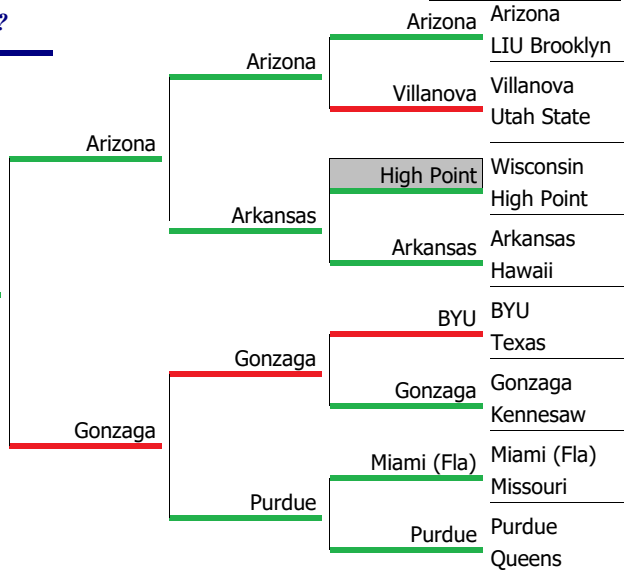 ?
Arizona
Arizona
LIU Brooklyn
Arizona
Villanova
Villanova
Utah State
Arizona
High Point
Wisconsin
High Point
Arkansas
Arkansas
Arkansas
Hawaii
BYU
BYU
Texas
Gonzaga
Gonzaga
Gonzaga
Kennesaw
Gonzaga
Miami (Fla)
Miami (Fla)
Missouri
Purdue
Purdue
Purdue
Queens